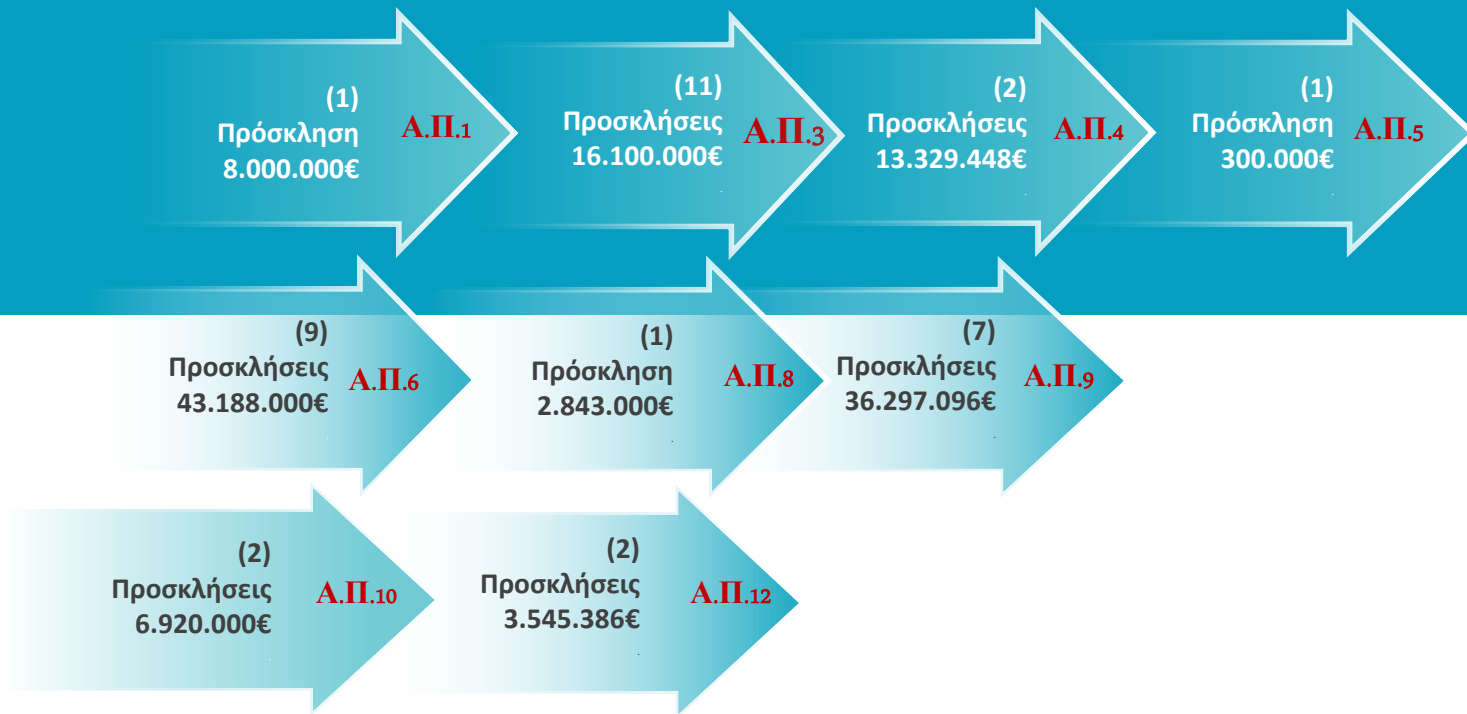 (1)
Πρόσκληση
8.000.000€
Α.Π.1
(11)
Προσκλήσεις
16.100.000€
Α.Π.3
(2)
Προσκλήσεις
13.329.448€
Α.Π.4
(1)
Πρόσκληση
300.000€
Α.Π.5
(9)
Προσκλήσεις
43.188.000€
Α.Π.6
(1)
Πρόσκληση
2.843.000€
Α.Π.8
(7)
Προσκλήσεις
36.297.096€
Α.Π.9
(2)
Προσκλήσεις
6.920.000€
Α.Π.10
(2)
Προσκλήσεις
3.545.386€
Α.Π.12